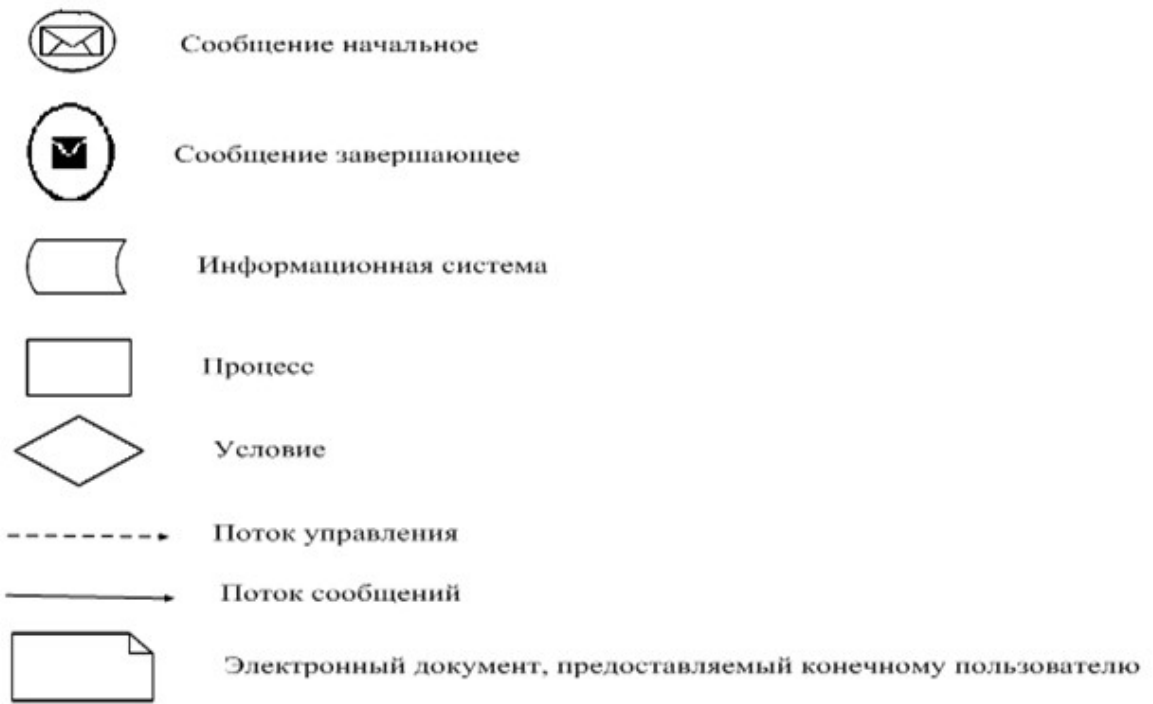 Сообщение начальное
Сообщение завершающее
Информационная система
Процесс
Условие
Поток управления
Поток сообщений
Электронный документ, предоставляемый конечному пользователю